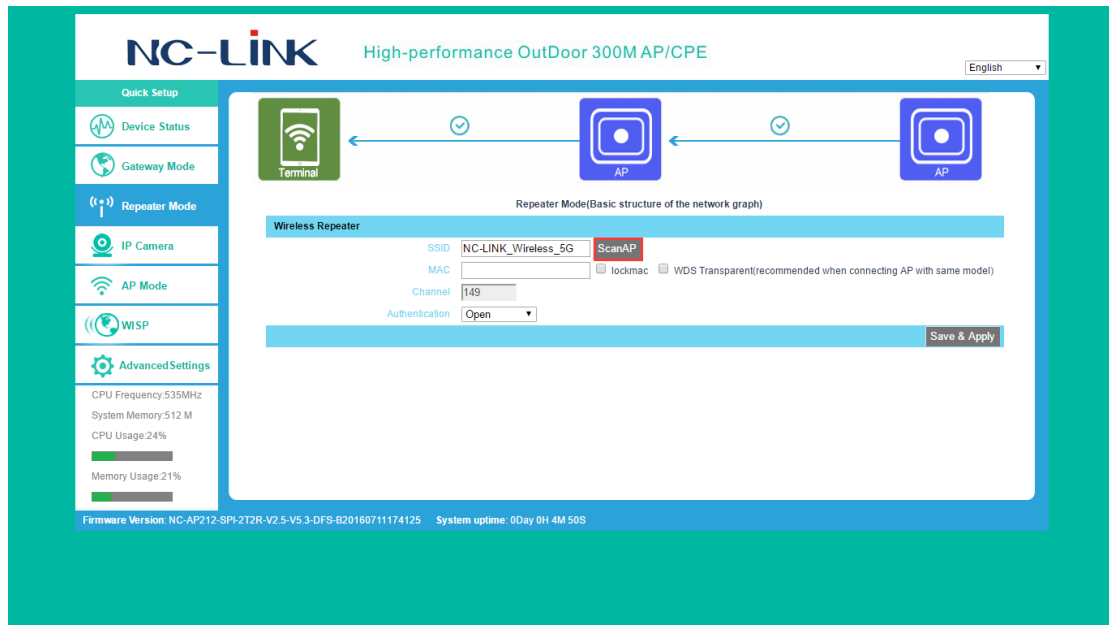 NC-LINK
High-performance OutDoor 300M AP/CPE
English
Quick Setup
Device Status
Gateway Mode
Repeater Mode
IP Camera
AP Mode
WISP
AdvancedSettings
CPU Frequency:535MHz
System Memory:512 M
CPU Usage:24%
Memory Usage:21%
Terminal
AP
AP
Repeater Mode(Basic structure of the network graph)
Wireless Repeater
SSID NC-LINK_Wireless_5G ScanAP
MAC lockmac WDS Transparent(recommended when connecting AP with same model)
Channel 149
Authentication Open
Save & Apply
Firmware Version: NC-AP212-SPI-2T2R-V2.5-V5.3-DFS-B20160711174125 System uptime: 0Day 0H 4M 50S